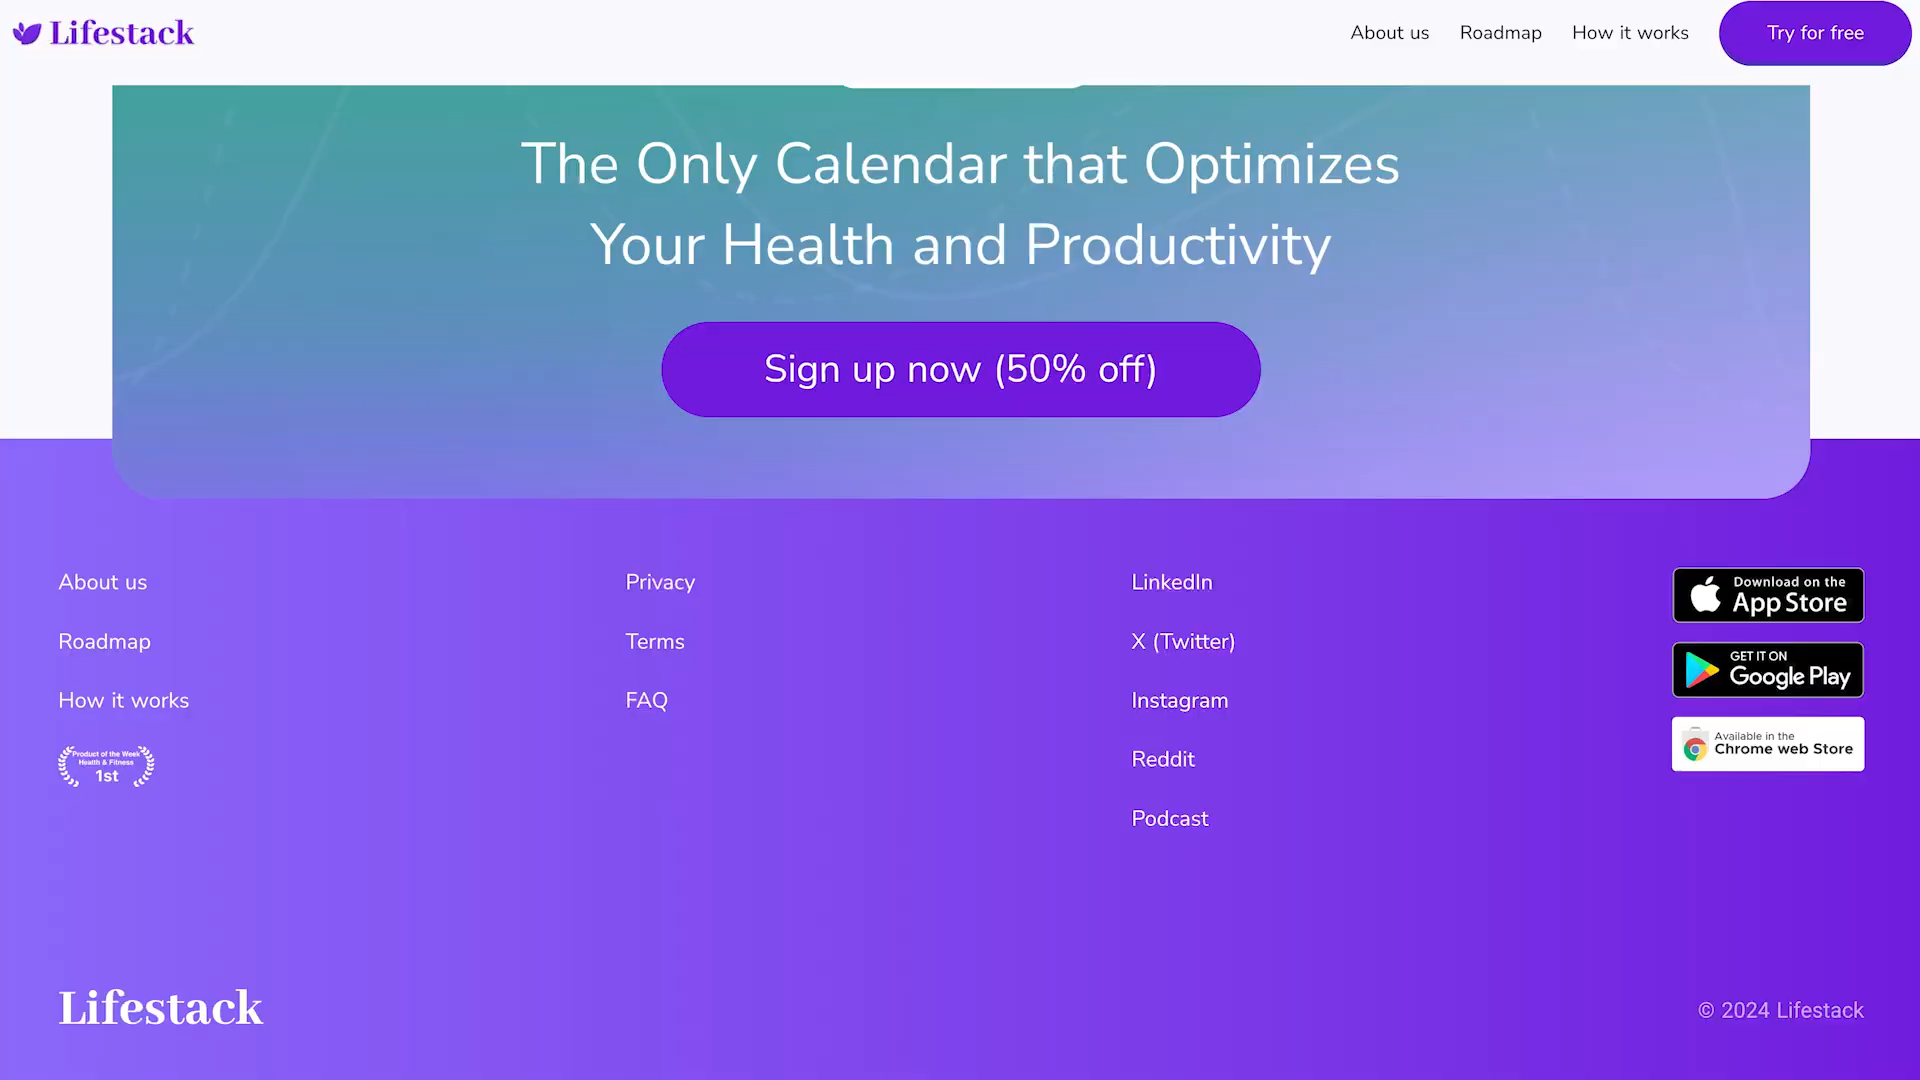 Lifestack
About us
Roadmap
How it works
Try for free
The Only Calendar that Optimizes
Your Health and Productivity
Sign up now (50% off)
About us
Roadmap
How it works
Product of the Week
Health & Fitness
1st
Privacy
Terms
FAQ
LinkedIn
X (Twitter)
Instagram
Reddit
Podcast
Download on the
App Store
GET IT ON
Google Play
Available in the
Chrome web Store
Lifestack
© 2024 Lifestack